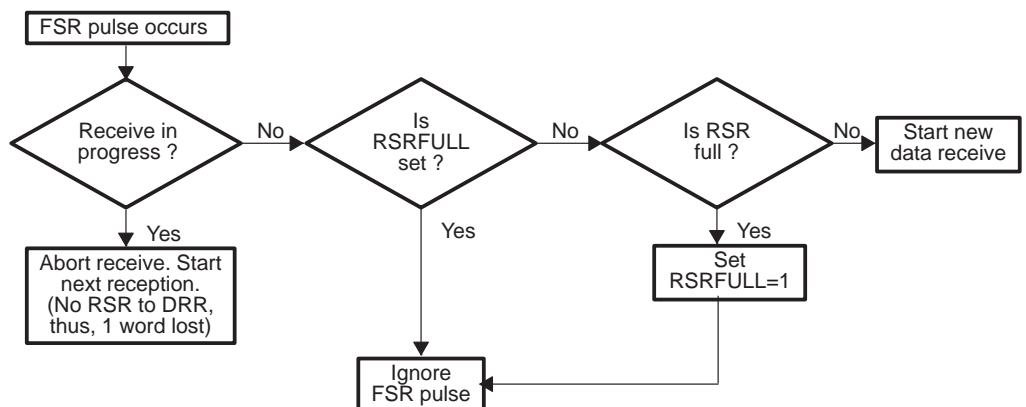 FSR pulse occurs
Receive in
progress ?
No
Is
RSRFULL
set ?
No
Is RSR
full ?
No
Start new
data receive
Yes
Abort receive. Start
next reception.
(No RSR to DRR,
thus, 1 word lost)
Yes
Yes
Set
RSRFULL=1
Ignore
FSR pulse